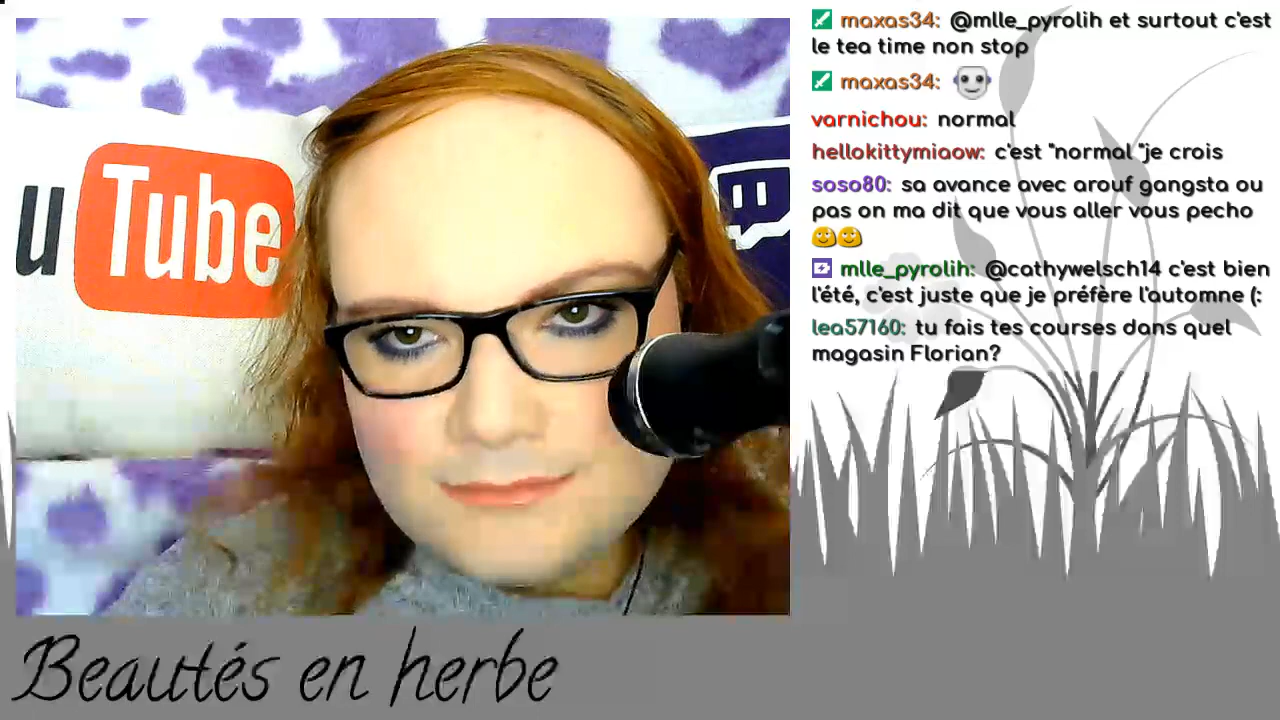 u Tube
maxas34: @mlle_pyrolih et surtout c'est
le tea time non stop
maxas34:
varnichou: normal
hellokittymiaow: c'est "normal "je crois
soso80: sa avance avec arouf gangsta ou
pas on ma dit que vous aller vous pecho
mlle_pyrolih: @cathywelsch14 c'est bien
l'été, c'est juste que je préfère l'automne (:
lea57160: tu fais tes courses dans quel
magasin Florian?
Beautés en herbe